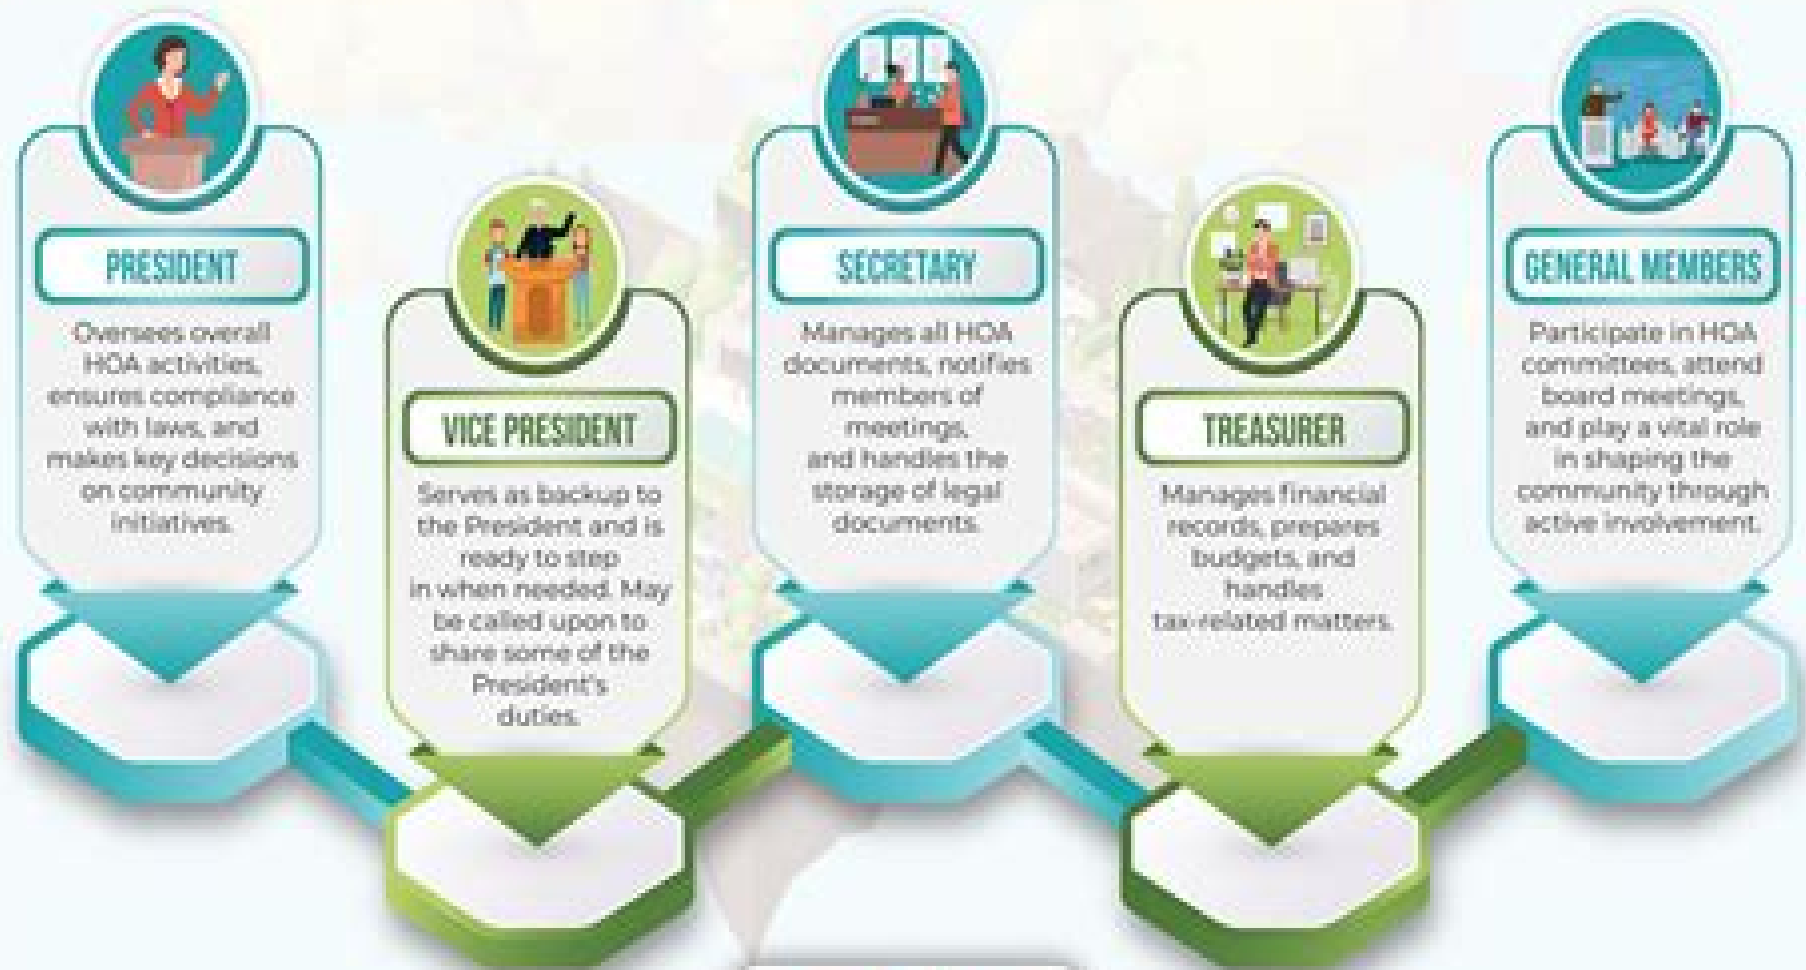 PRESIDENT
Oversees overall
HOA activities,
ensures compliance
with laws, and
makes key decisions
on community
initiatives.
VICE PRESIDENT
Serves as backup to
the President and is
ready to step
in when needed. May
be called upon to
share some of the
President's
duties.
SECRETARY
Manages all HOA
documents, notifies
members of
meetings,
and handles the
storage of legal
documents.
TREASURER
Manages financial
records, prepares
budgets, and
handles
tax-related matters.
GENERAL MEMBERS
Participate in HOA
committees, attend
board meetings,
and play a vital role
in shaping the
community through
active involvement.